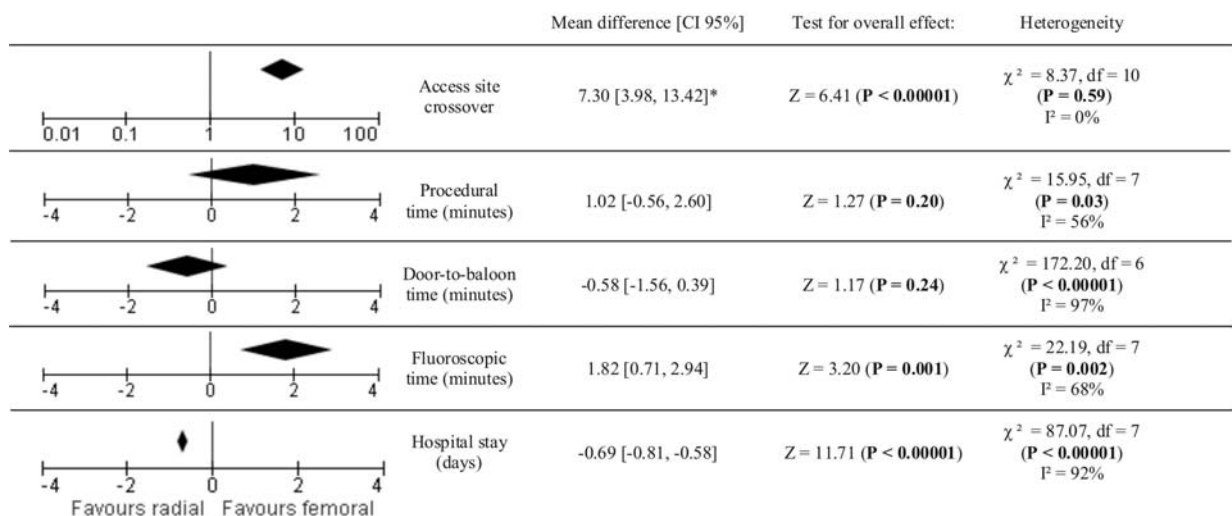 Mean difference [CI 95%] Test for overall effect: Heterogeneity
Access site
crossover
7.30 [3.98, 13.42]*
Z = 6.41 (P < 0.00001)
χ² = 8.37, df = 10
(P = 0.59)
I² = 0%
0.01 0.1 1 10 100
Procedural
time (minutes)
1.02 [-0.56, 2.60]
Z = 1.27 (P = 0.20)
χ² = 15.95, df = 7
(P = 0.03)
I² = 56%
-4 -2 0 2 4
Door-to-baloon
time (minutes)
-0.58 [-1.56, 0.39]
Z = 1.17 (P = 0.24)
χ² = 172.20, df = 6
(P < 0.00001)
I² = 97%
-4 -2 0 2 4
Fluoroscopic
time (minutes)
1.82 [0.71, 2.94]
Z = 3.20 (P = 0.001)
χ² = 22.19, df = 7
(P = 0.002)
I² = 68%
-4 -2 0 2 4
Hospital stay
(days)
-0.69 [-0.81, -0.58]
Z = 11.71 (P < 0.00001)
χ² = 87.07, df = 7
(P < 0.00001)
I² = 92%
-4 -2 0 2 4
Favours radial Favours femoral